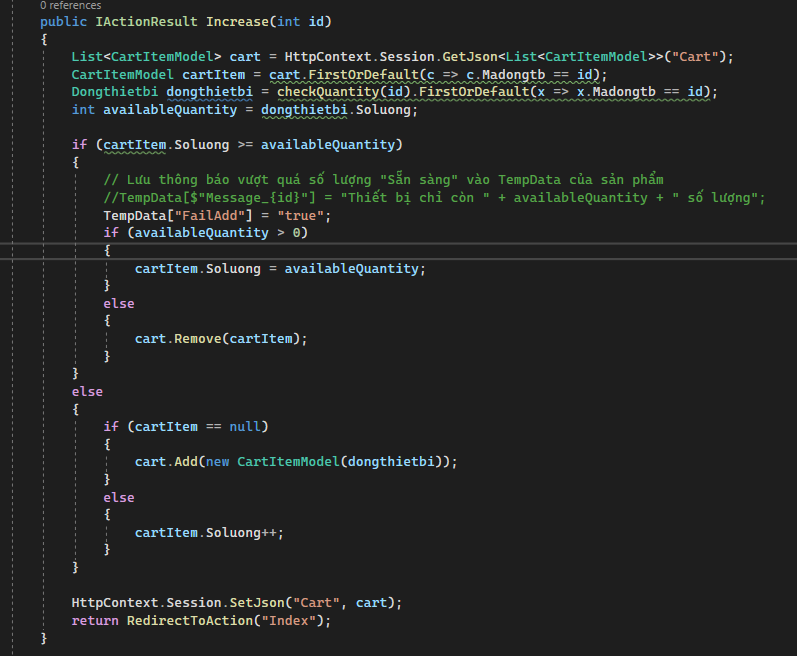 0 references
public IActionResult Increase(int id)
{
List<CartItemModel> cart = HttpContext.Session.GetJson<List<CartItemModel>>("Cart");
CartItemModel cartItem = cart.FirstOrDefault(c => c.Madongtb == id);
Dongthietbi dongthietbi = checkQuantity(id).FirstOrDefault(x => x.Madongtb == id);
int availableQuantity = dongthietbi.Soluong;
if (cartItem.Soluong >= availableQuantity)
{
// Lưu thông báo vượt quá số lượng "Sẵn sàng" vào TempData của sản phẩm
//TempData[$"Message_{id}"] = "Thiết bị chỉ còn " + availableQuantity + " số lượng";
TempData["FailAdd"] = "true";
if (availableQuantity > 0)
{
cartItem.Soluong = availableQuantity;
}
else
{
cart.Remove(cartItem);
}
}
else
{
if (cartItem == null)
{
cart.Add(new CartItemModel(dongthietbi));
}
else
{
cartItem.Soluong++;
}
}
HttpContext.Session.SetJson("Cart", cart);
return RedirectToAction("Index");
}